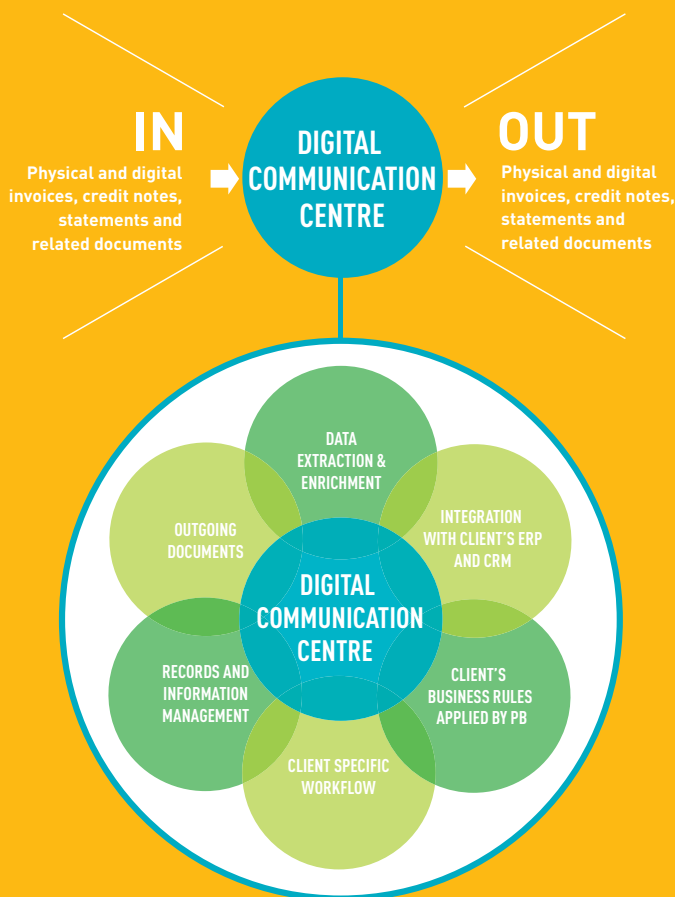 IN
Physical and digital
invoices, credit notes,
statements and
related documents
DIGITAL
COMMUNICATION
CENTRE
OUT
Physical and digital
invoices, credit notes,
statements and
related documents
DATA
EXTRACTION &
ENRICHMENT
OUTGOING
DOCUMENTS
INTEGRATION
WITH CLIENT'S ERP
AND CRM
DIGITAL
COMMUNICATION
CENTRE
RECORDS AND
INFORMATION
MANAGEMENT
CLIENT'S
BUSINESS RULES
APPLIED BY PB
CLIENT SPECIFIC
WORKFLOW